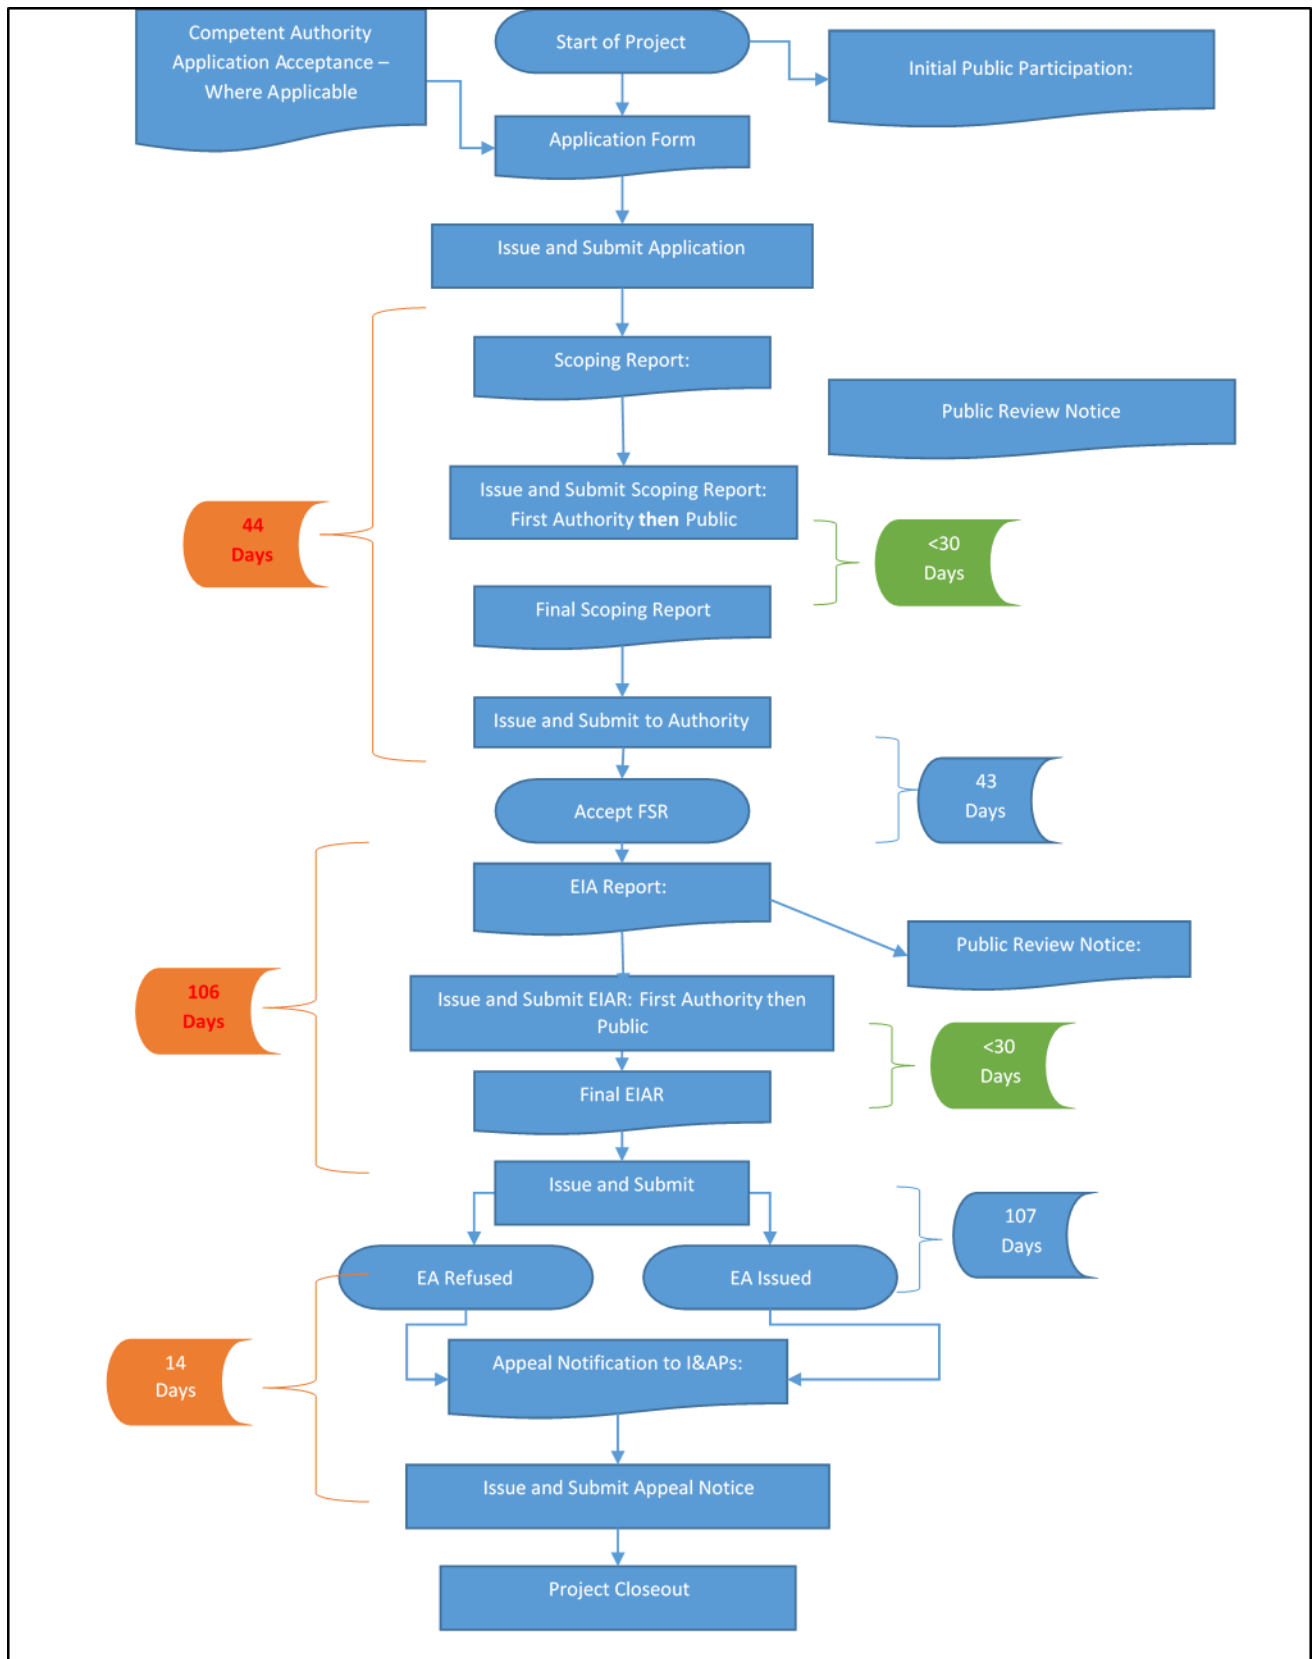 Competent Authority
Application Acceptance –
Where Applicable
Start of Project
Initial Public Participation:
Application Form
Issue and Submit Application
Scoping Report:
Public Review Notice
Issue and Submit Scoping Report:
First Authority then Public
44
Days
<30
Days
Final Scoping Report
Issue and Submit to Authority
43
Days
Accept FSR
EIA Report:
Public Review Notice:
106
Days
Issue and Submit EIAR: First Authority then
Public
<30
Days
Final EIAR
Issue and Submit
107
Days
EA Refused
EA Issued
14
Days
Appeal Notification to I&APs:
Issue and Submit Appeal Notice
Project Closeout